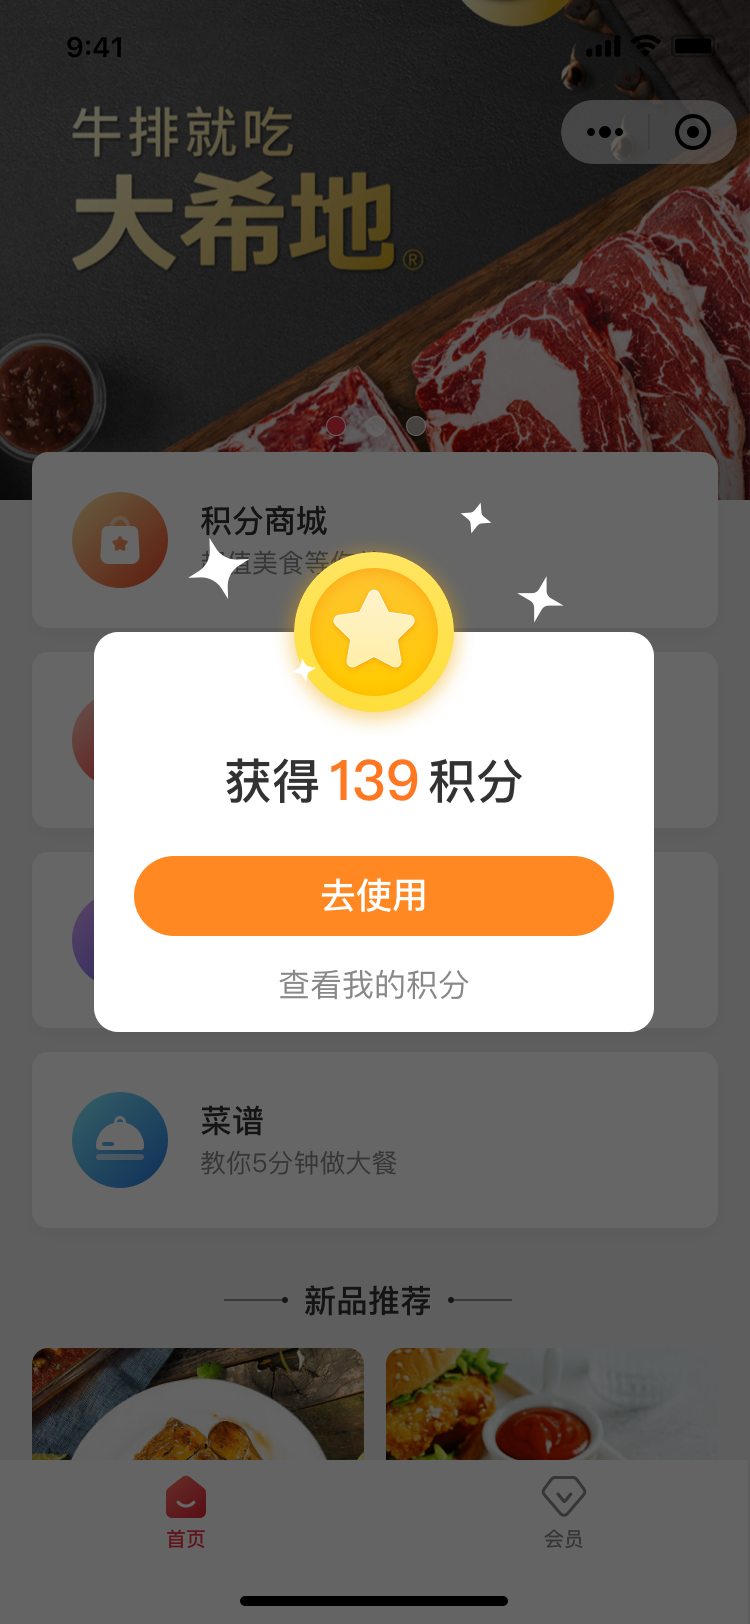 9:41
牛排就吃
大希地®
积分商城
值美食等你
获得 139 积分
去使用
查看我的积分
菜谱
教你5分钟做大餐
新品推荐
首页
会员